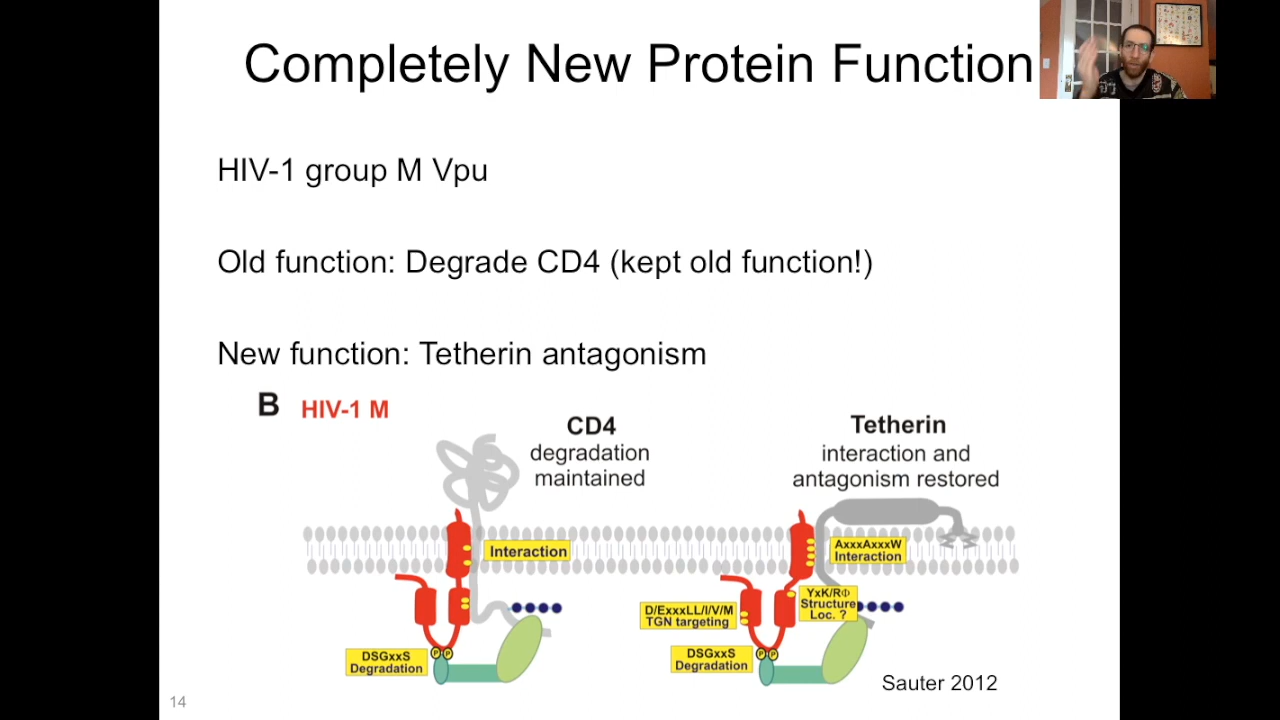 Completely New Protein Function
HIV-1 group M Vpu
Old function: Degrade CD4 (kept old function!)
New function: Tetherin antagonism
B HIV-1 M
CD4
degradation
maintained
Tetherin
interaction and
antagonism restored
Interaction
AxxxAxxxW
Interaction
D/ExxxLL/I/V/M
TGN targeting
YxK/RΦ
Structure
Loc. ?
DSGxxS
Degradation
P P
DSGxxS
Degradation
P P
Sauter 2012
14